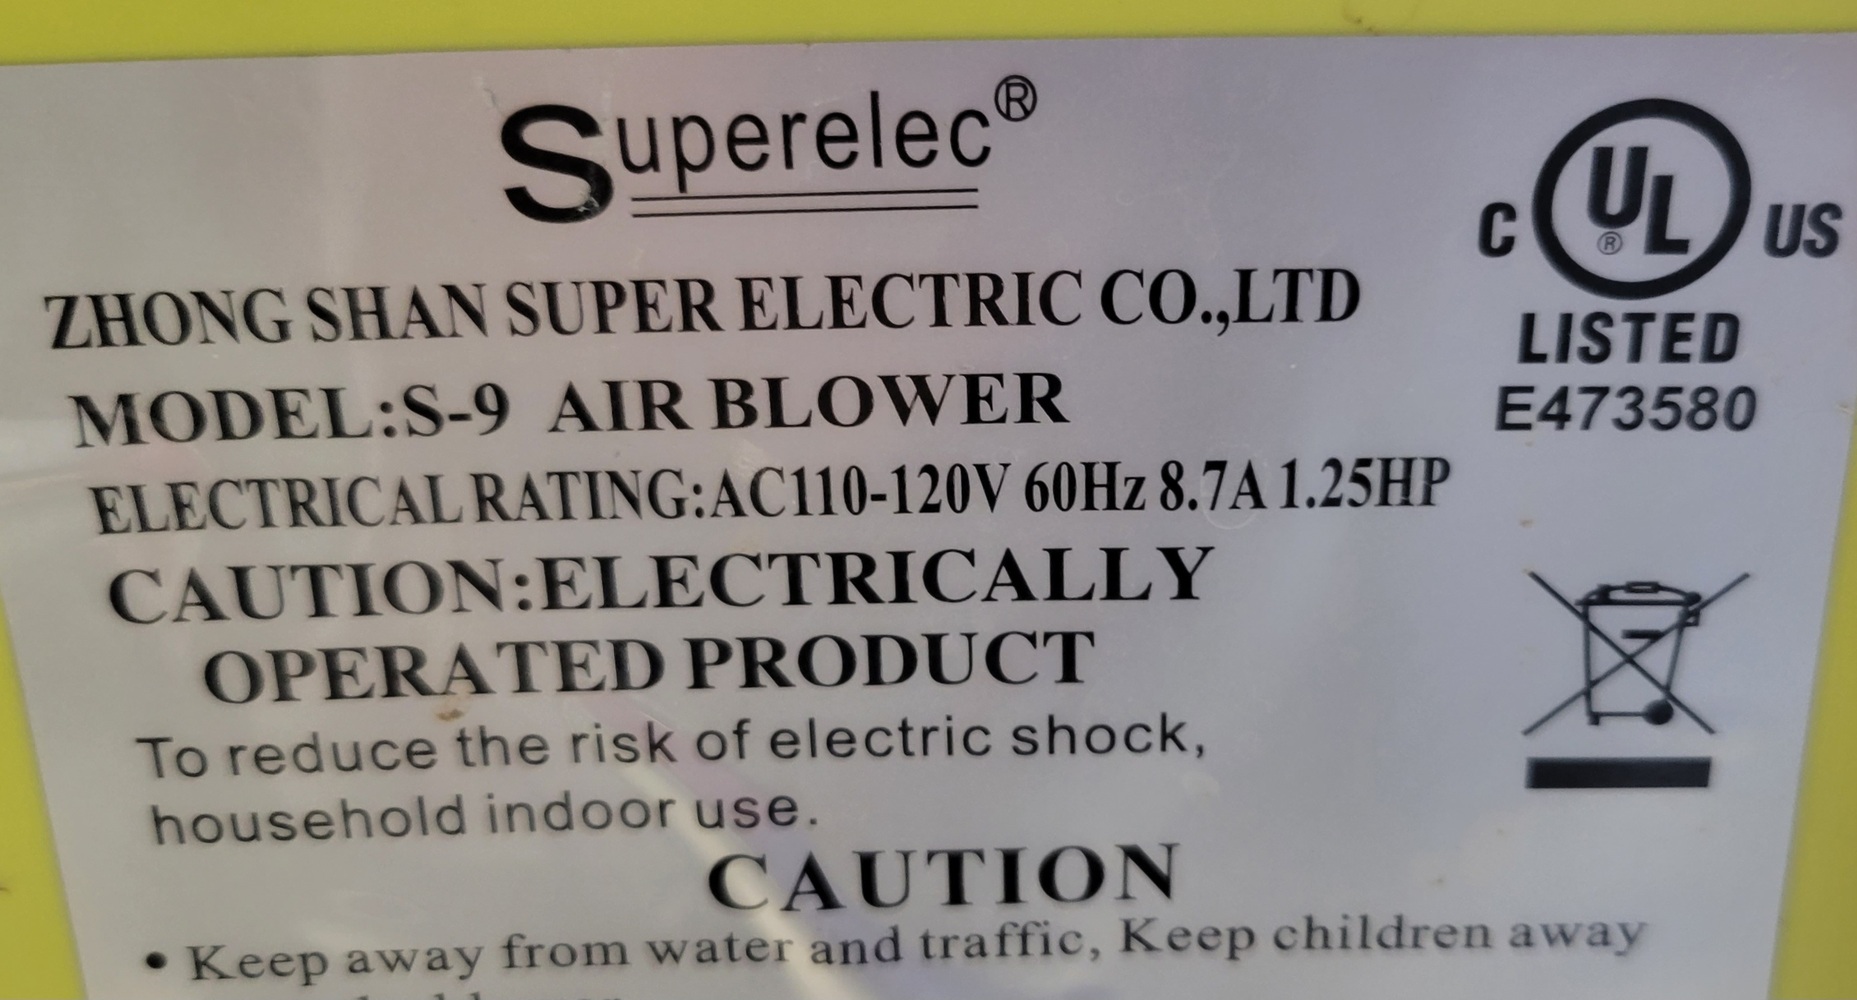 Superelec®
C UL® US
LISTED
E473580
ZHONG SHAN SUPER ELECTRIC CO.,LTD
MODEL:S-9 AIR BLOWER
ELECTRICAL RATING:AC110-120V 60Hz 8.7A 1.25HP
CAUTION:ELECTRICALLY
OPERATED PRODUCT
To reduce the risk of electric shock,
household indoor use.
CAUTION
• Keep away from water and traffic, Keep children away